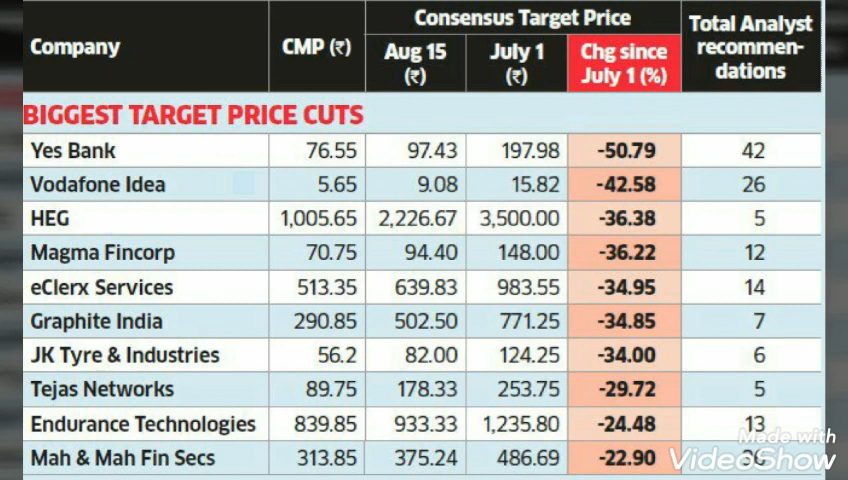 Company CMP (₹) Consensus Target Price Aug 15 (₹) July 1 (₹) Chg since July 1 (%) Total Analyst recommen-dations
BIGGEST TARGET PRICE CUTS
Yes Bank 76.55 97.43 197.98 -50.79 42
Vodafone Idea 5.65 9.08 15.82 -42.58 26
HEG 1,005.65 2,226.67 3,500.00 -36.38 5
Magma Fincorp 70.75 94.40 148.00 -36.22 12
eClerx Services 513.35 639.83 983.55 -34.95 14
Graphite India 290.85 502.50 771.25 -34.85 7
JK Tyre & Industries 56.2 82.00 124.25 -34.00 6
Tejas Networks 89.75 178.33 253.75 -29.72 5
Endurance Technologies 839.85 933.33 1,235.80 -24.48 13
Mah & Mah Fin Secs 313.85 375.24 486.69 -22.90
Made with
VideoShow